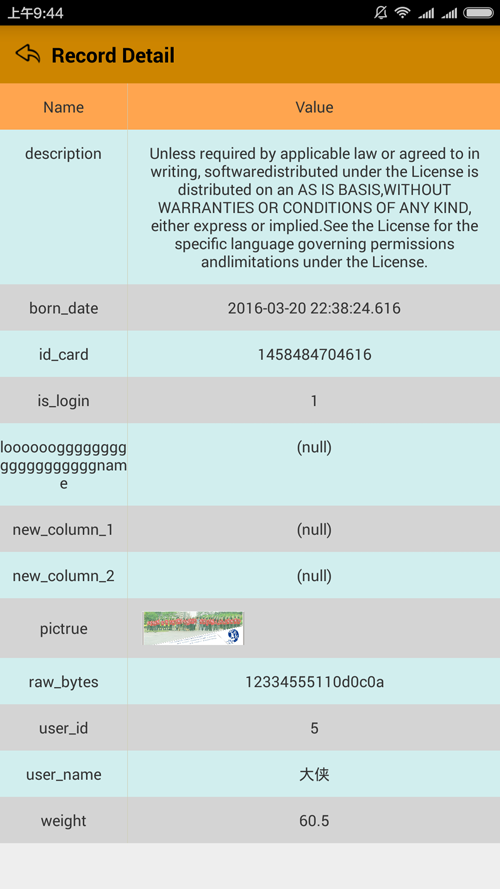 上午9:44
Record Detail
Name Value
description
Unless required by applicable law or agreed to in
writing, softwaredistributed under the License is
distributed on an AS IS BASIS,WITHOUT
WARRANTIES OR CONDITIONS OF ANY KIND,
either express or implied.See the License for the
specific language governing permissions
andlimitations under the License.
born_date 2016-03-20 22:38:24.616
id_card 1458484704616
is_login 1
looooooggggggggg (null)
gggggggggggnam
e
new_column_1 (null)
new_column_2 (null)
pictrue
raw_bytes 12334555110d0c0a
user_id 5
user_name 大侠
weight 60.5